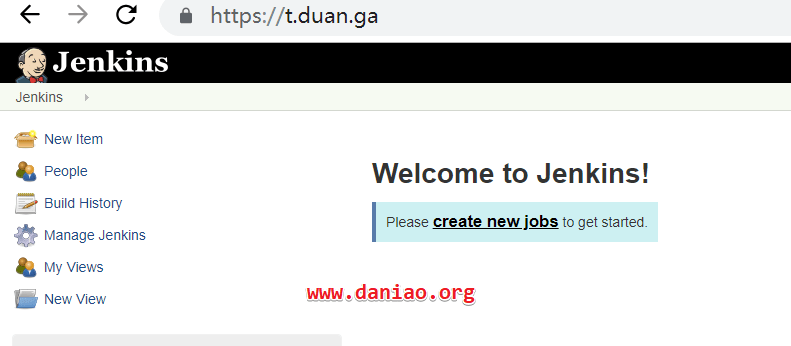 https://t.duan.ga
Jenkins
Jenkins
New Item
People
Build History
Manage Jenkins
My Views
New View
Welcome to Jenkins!
Please create new jobs to get started.
www.daniao.org